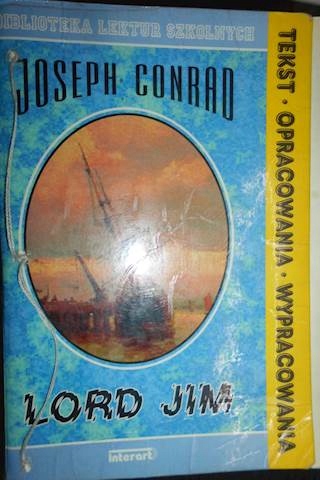 BIBLIOTEKA LEKTUR SZKOLNYCH
JOSEPH CONRAD
LORD JIM
interart
TEKST • OPRACOWANIA • WYPRACOWANIA